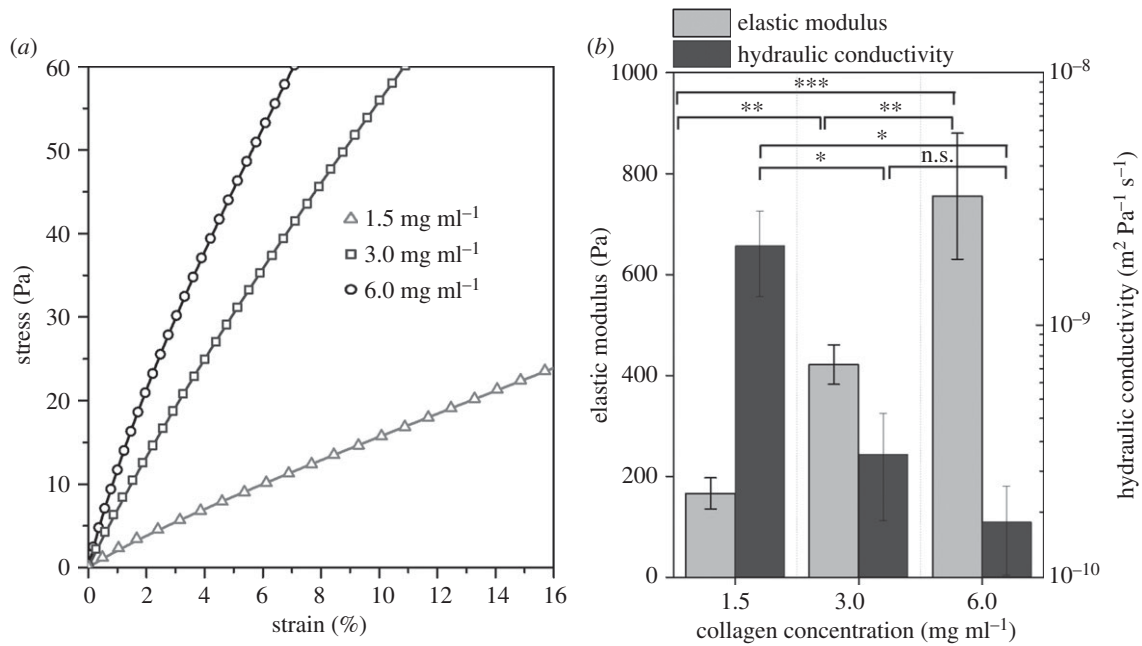 (a)
60
50
40
30
20
10
0
stress (Pa)
0 2 4 6 8 10 12 14 16
strain (%)
1.5 mg ml⁻¹
3.0 mg ml⁻¹
6.0 mg ml⁻¹
(b)
elastic modulus
hydraulic conductivity
1000
800
600
400
200
0
elastic modulus (Pa)
***
** **
*
* n.s.
10⁻⁸
10⁻⁹
10⁻¹⁰
hydraulic conductivity (m² Pa⁻¹ s⁻¹)
1.5 3.0 6.0
collagen concentration (mg ml⁻¹)